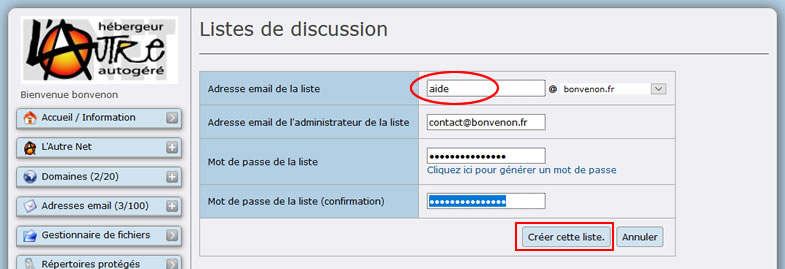 hébergeur
L'Autre
autogéré
Bienvenue bonvenon
Accueil / Information
L'Autre Net
Domaines (2/20)
Adresses email (3/100)
Gestionnaire de fichiers
Répertoires protégés
Listes de discussion
Adresse email de la liste aide @ bonvenon.fr
Adresse email de l'administrateur de la liste contact@bonvenon.fr
Mot de passe de la liste •••••••••••••••
Cliquez ici pour générer un mot de passe
Mot de passe de la liste (confirmation) •••••••••••••••
Créer cette liste. Annuler